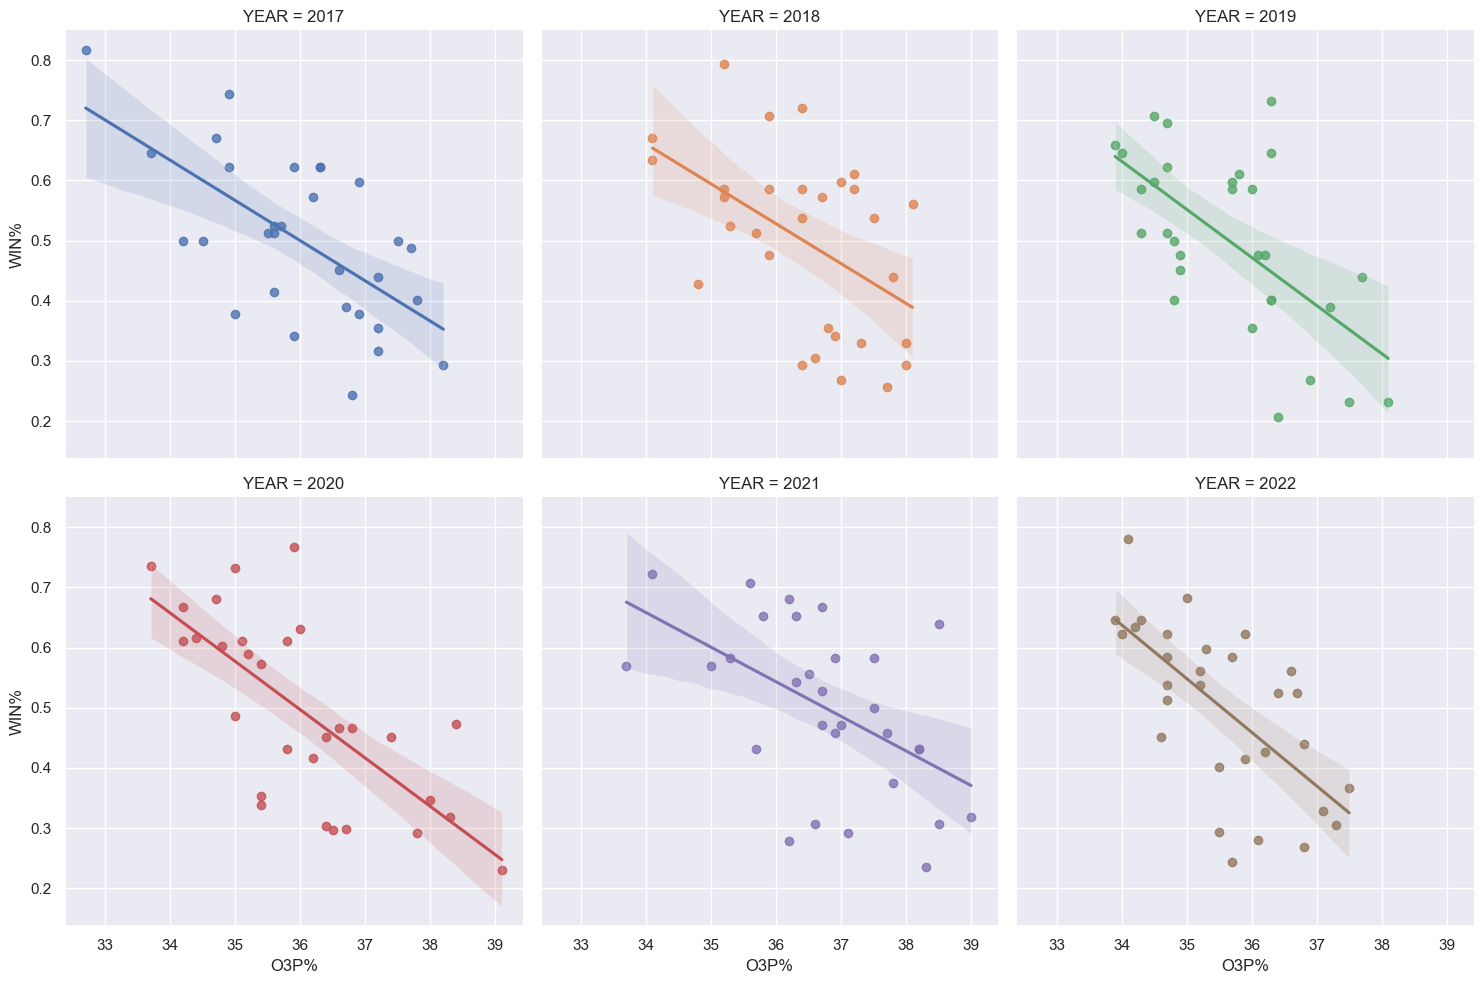 YEAR = 2017 YEAR = 2018 YEAR = 2019
0.8
0.7
0.6
0.5
0.4
0.3
0.2
WIN%
YEAR = 2020 YEAR = 2021 YEAR = 2022
0.8
0.7
0.6
0.5
0.4
0.3
0.2
WIN%
33 34 35 36 37 38 39 33 34 35 36 37 38 39 33 34 35 36 37 38 39
O3P% O3P% O3P%